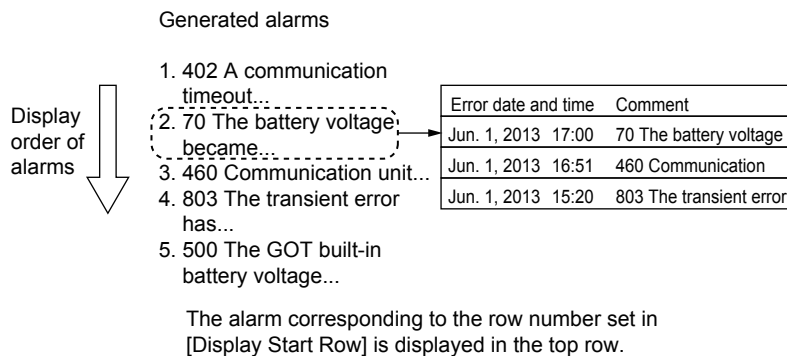 Generated alarms
1. 402 A communication
timeout...
2. 70 The battery voltage
became...
3. 460 Communication unit...
4. 803 The transient error
has...
5. 500 The GOT built-in
battery voltage...
Display
order of
alarms
Error date and time Comment
Jun. 1, 2013 17:00 70 The battery voltage
Jun. 1, 2013 16:51 460 Communication
Jun. 1, 2013 15:20 803 The transient error
The alarm corresponding to the row number set in
[Display Start Row] is displayed in the top row.